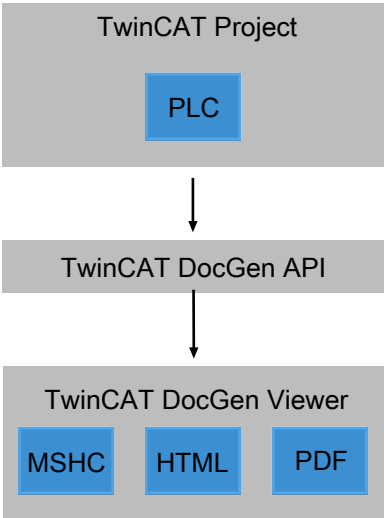 TwinCAT Project
PLC
TwinCAT DocGen API
TwinCAT DocGen Viewer
MSHC HTML PDF